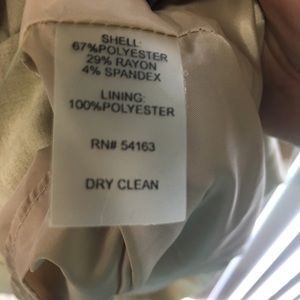 SHELL:
67%POLYESTER
29% RAYON
4% SPANDEX
LINING:
100%POLYESTER
RN# 54163
DRY CLEAN